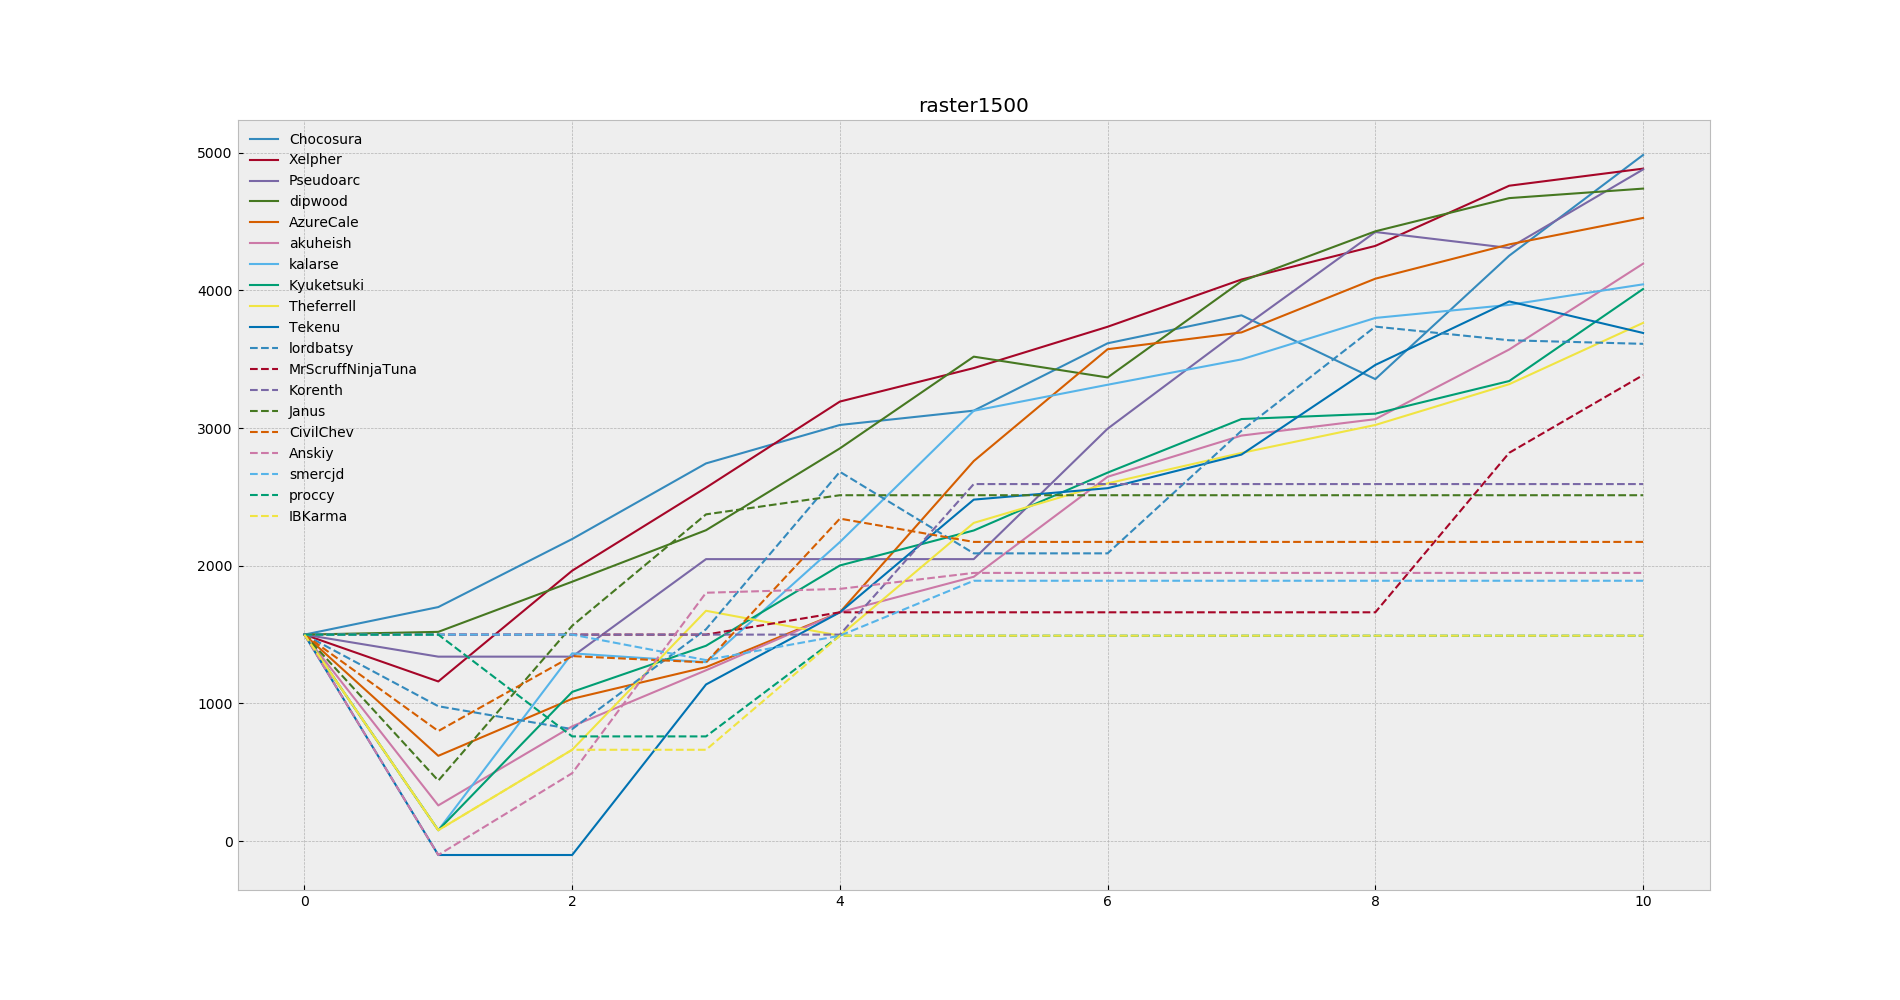 raster1500
Chocosura
Xelpher
Pseudoarc
dipwood
AzureCale
akuheish
kalarse
Kyuketsuki
Theferrell
Tekenu
lordbatsy
MrScruffNinjaTuna
Korenth
Janus
CivilChev
Anskiy
smercjd
proccy
IBKarma
5000
4000
3000
2000
1000
0
0 2 4 6 8 10